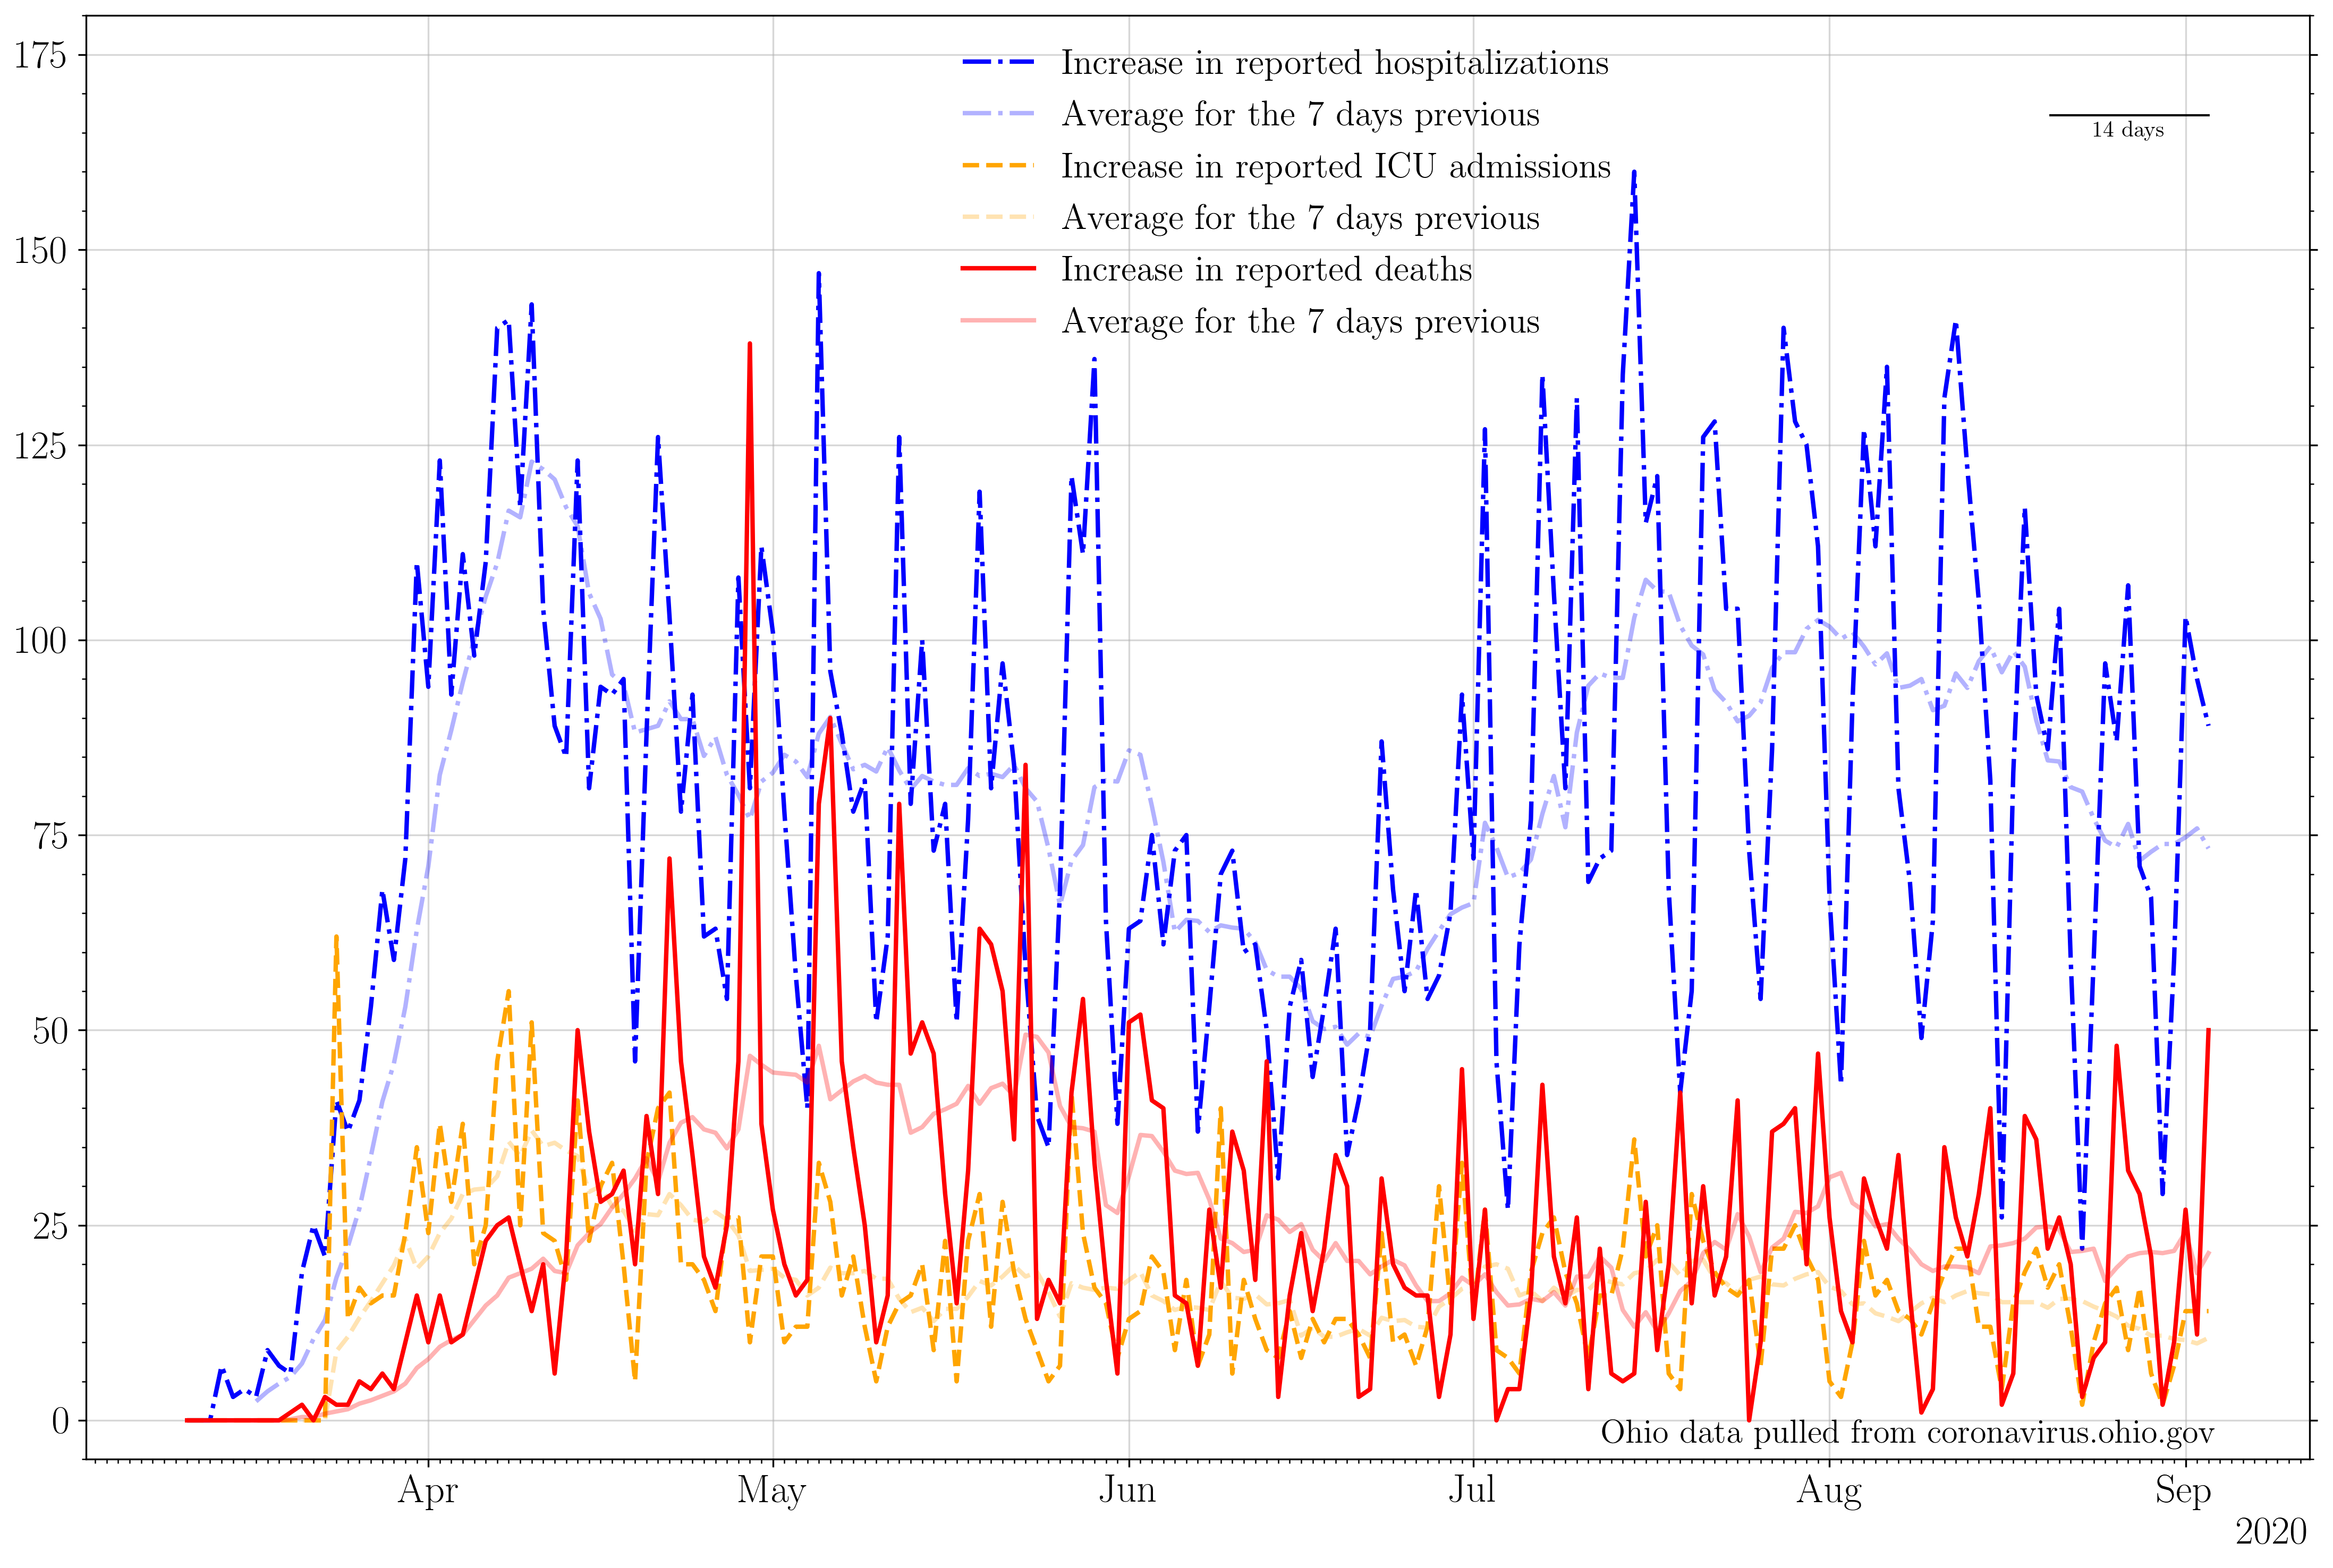 175
150
125
100
75
50
25
0
Increase in reported hospitalizations
Average for the 7 days previous
Increase in reported ICU admissions
Average for the 7 days previous
Increase in reported deaths
Average for the 7 days previous
14 days
Ohio data pulled from coronavirus.ohio.gov
Apr May Jun Jul Aug Sep
2020